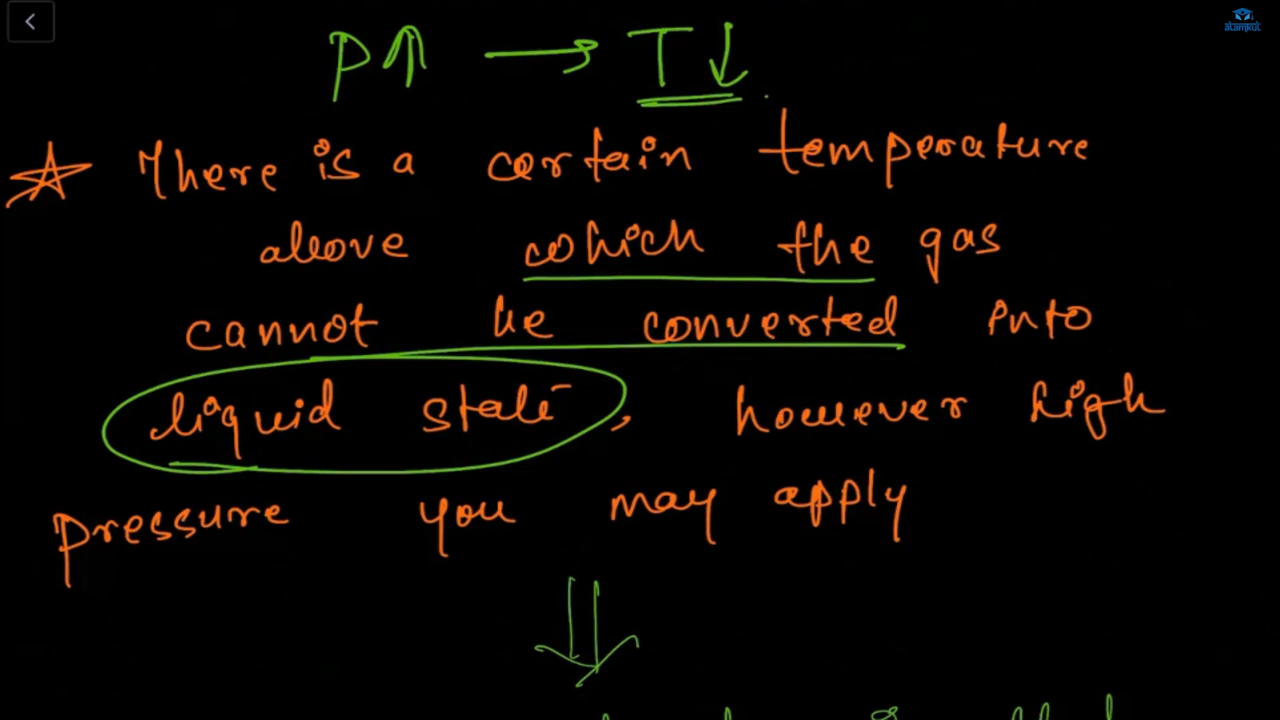 P↑ → T↓
There is a certain temperature
above which the gas
cannot be converted into
liquid state, however high
pressure you may apply